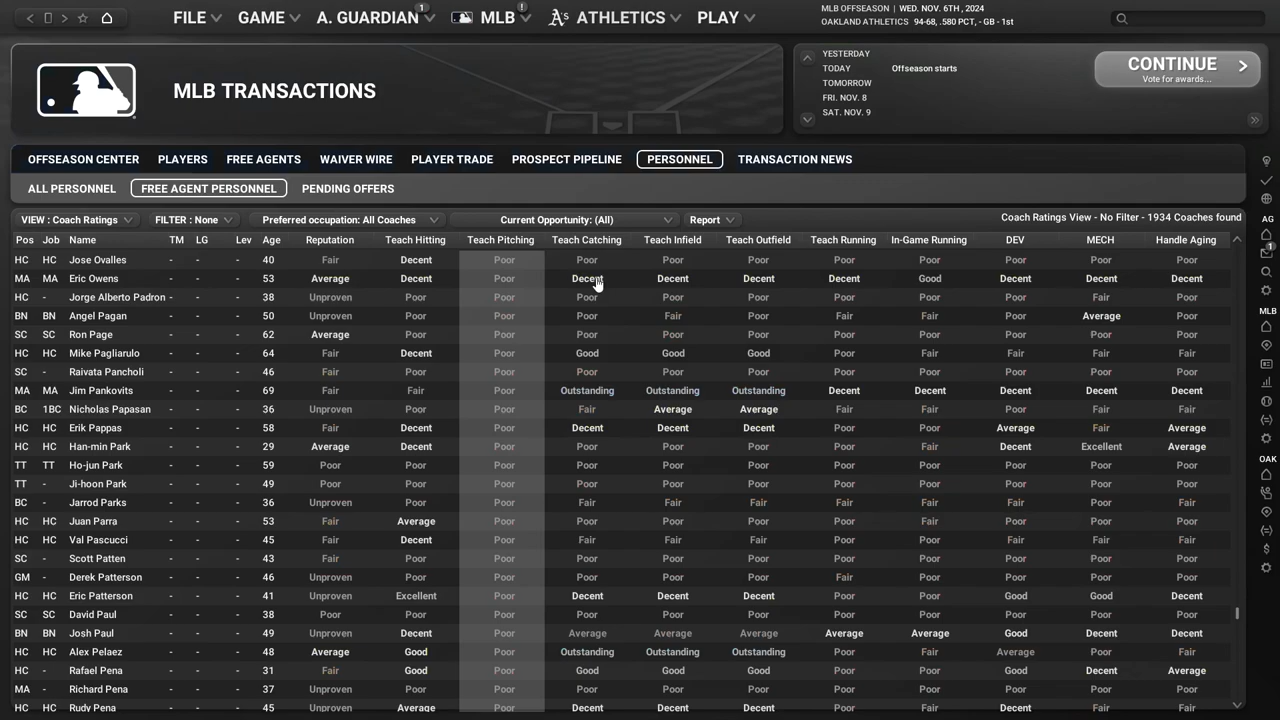 FILE GAME A. GUARDIAN 1 MLB ! A's ATHLETICS PLAY
MLB OFFSEASON | WED. NOV. 6TH , 2024
OAKLAND ATHLETICS 94-68, .580 PCT, - GB - 1st
MLB TRANSACTIONS
YESTERDAY
TODAY Offseason starts
TOMORROW
FRI. NOV. 8
SAT. NOV. 9
CONTINUE
Vote for awards...
OFFSEASON CENTER PLAYERS FREE AGENTS WAIVER WIRE PLAYER TRADE PROSPECT PIPELINE PERSONNEL TRANSACTION NEWS
ALL PERSONNEL FREE AGENT PERSONNEL PENDING OFFERS
VIEW : Coach Ratings FILTER : None Preferred occupation: All Coaches Current Opportunity: (All) Report Coach Ratings View - No Filter - 1934 Coaches found
Pos Job Name TM LG Lev Age Reputation Teach Hitting Teach Pitching Teach Catching Teach Infield Teach Outfield Teach Running In-Game Running DEV MECH Handle Aging
HC HC Jose Ovalles - - - 40 Fair Decent Poor Poor Poor Poor Poor Poor Poor Poor Poor
MA MA Eric Owens - - - 53 Average Decent Poor Decent Decent Decent Decent Good Decent Decent Decent
HC - Jorge Alberto Padron - - - 38 Unproven Poor Poor Poor Poor Poor Poor Poor Poor Fair Poor
BN BN Angel Pagan - - - 50 Unproven Poor Poor Poor Fair Poor Fair Fair Poor Average Poor
SC SC Ron Page - - - 62 Average Poor Poor Poor Poor Poor Poor Poor Poor Poor Poor
HC HC Mike Pagliarulo - - - 64 Fair Decent Poor Good Good Good Poor Fair Fair Fair Fair
SC - Raivata Pancholi - - - 46 Fair Poor Poor Poor Poor Poor Poor Poor Poor Poor Poor
MA MA Jim Pankovits - - - 69 Fair Fair Poor Outstanding Outstanding Outstanding Decent Decent Decent Decent Decent
BC 1BC Nicholas Papasan - - - 36 Unproven Poor Poor Fair Average Average Fair Fair Poor Fair Fair
HC HC Erik Pappas - - - 58 Fair Decent Poor Decent Decent Decent Poor Poor Average Fair Average
HC HC Han-min Park - - - 29 Average Decent Poor Poor Poor Poor Poor Fair Decent Excellent Average
TT TT Ho-jun Park - - - 59 Poor Poor Poor Poor Poor Poor Poor Poor Poor Poor Poor
TT - Ji-hoon Park - - - 49 Poor Poor Poor Poor Poor Poor Poor Poor Poor Poor Poor
BC - Jarrod Parks - - - 36 Unproven Poor Poor Fair Fair Fair Fair Fair Fair Poor Fair
HC HC Juan Parra - - - 53 Fair Average Poor Poor Poor Poor Poor Fair Poor Poor Poor
HC HC Val Pascucci - - - 45 Fair Decent Poor Fair Fair Fair Poor Fair Fair Fair Fair
SC - Scott Patten - - - 43 Fair Poor Poor Poor Poor Poor Poor Poor Poor Poor Poor
GM - Derek Patterson - - - 46 Unproven Poor Poor Poor Poor Poor Fair Poor Poor Poor Poor
HC HC Eric Patterson - - - 41 Unproven Excellent Poor Decent Decent Decent Poor Poor Good Good Decent
SC SC David Paul - - - 38 Poor Poor Poor Poor Poor Poor Poor Poor Poor Poor Poor
BN BN Josh Paul - - - 49 Unproven Decent Poor Average Average Average Average Average Good Decent Decent
HC HC Alex Pelaez - - - 48 Average Good Poor Outstanding Outstanding Outstanding Poor Fair Average Poor Fair
HC - Rafael Pena - - - 31 Fair Good Poor Good Good Good Poor Poor Good Decent Average
MA - Richard Pena - - - 37 Unproven Poor Poor Poor Poor Poor Poor Poor Poor Poor Poor
HC HC Rudy Pena - - - 45 Unproven Average Poor Decent Decent Decent Poor Poor Decent Fair Fair
AG
1
MLB
OAK